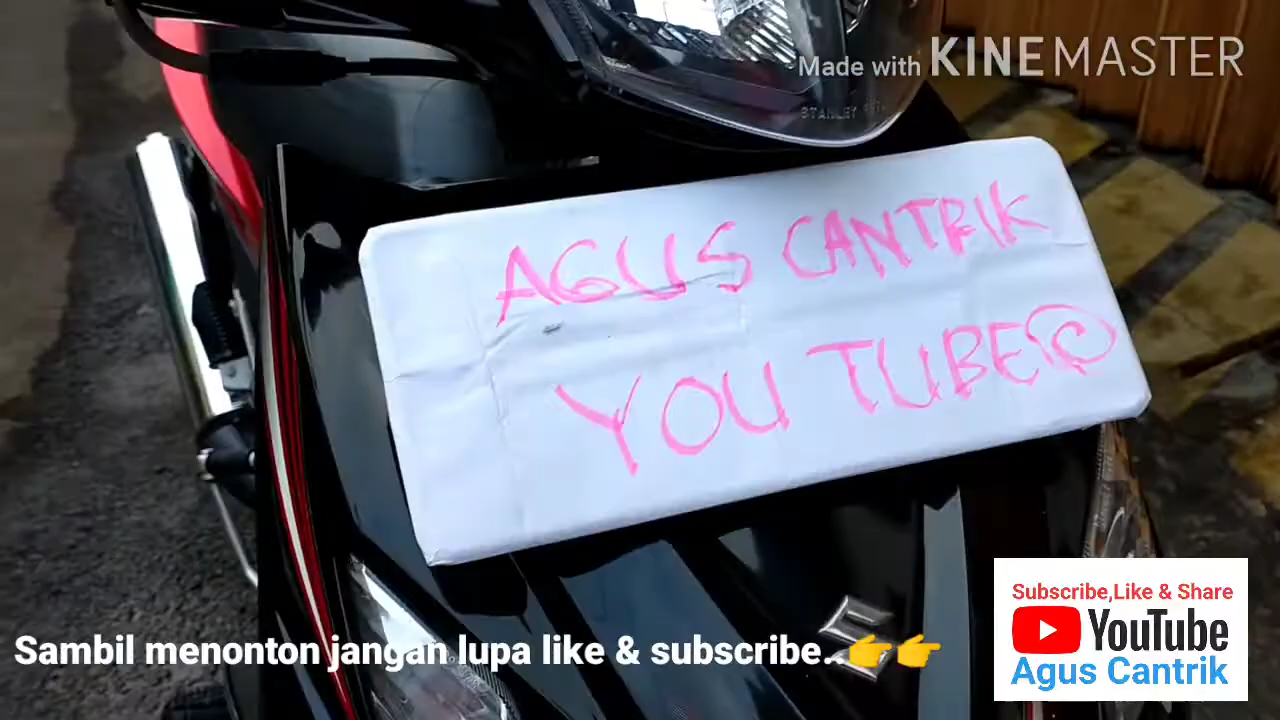 Made with KINEMASTER
STANLEY
AGUS CANTRIK
YOU TUBE
Sambil menonton jangan lupa like & subscribe..👉👉
Subscribe,Like & Share
YouTube
Agus Cantrik